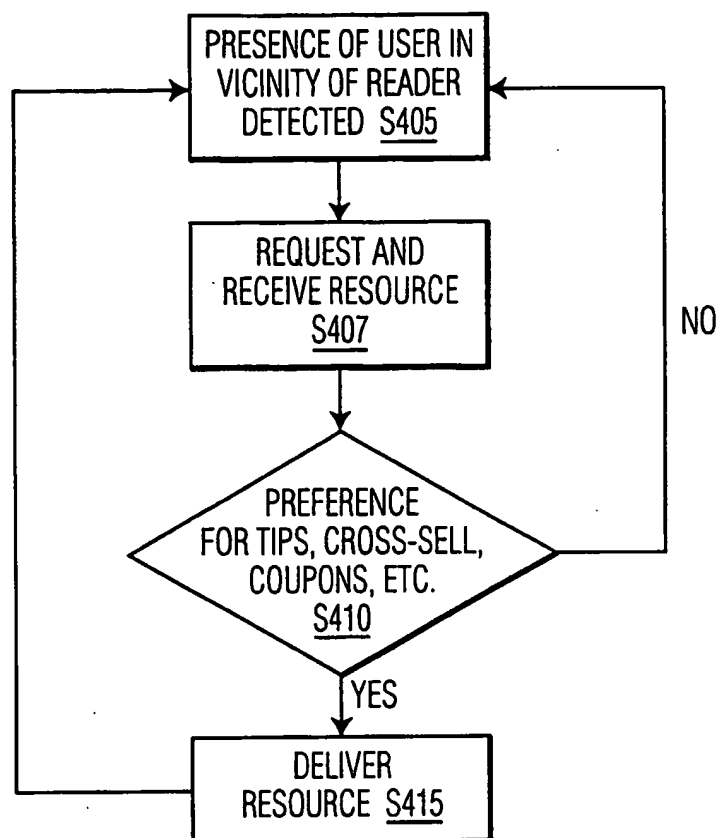 PRESENCE OF USER IN
VICINITY OF READER
DETECTED S405
REQUEST AND
RECEIVE RESOURCE
S407
NO
PREFERENCE
FOR TIPS, CROSS-SELL,
COUPONS, ETC.
S410
YES
DELIVER
RESOURCE S415